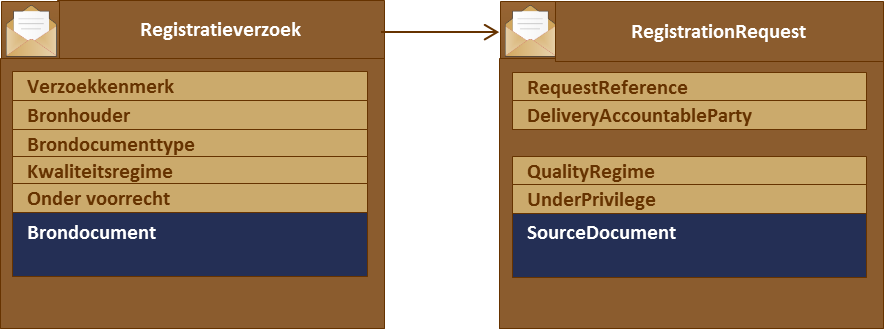 Registratieverzoek
Verzoekkenmerk
Bronhouder
Brondocumenttype
Kwaliteitsregime
Onder voorrecht
Brondocument
RegistrationRequest
RequestReference
DeliveryAccountableParty
QualityRegime
UnderPrivilege
SourceDocument